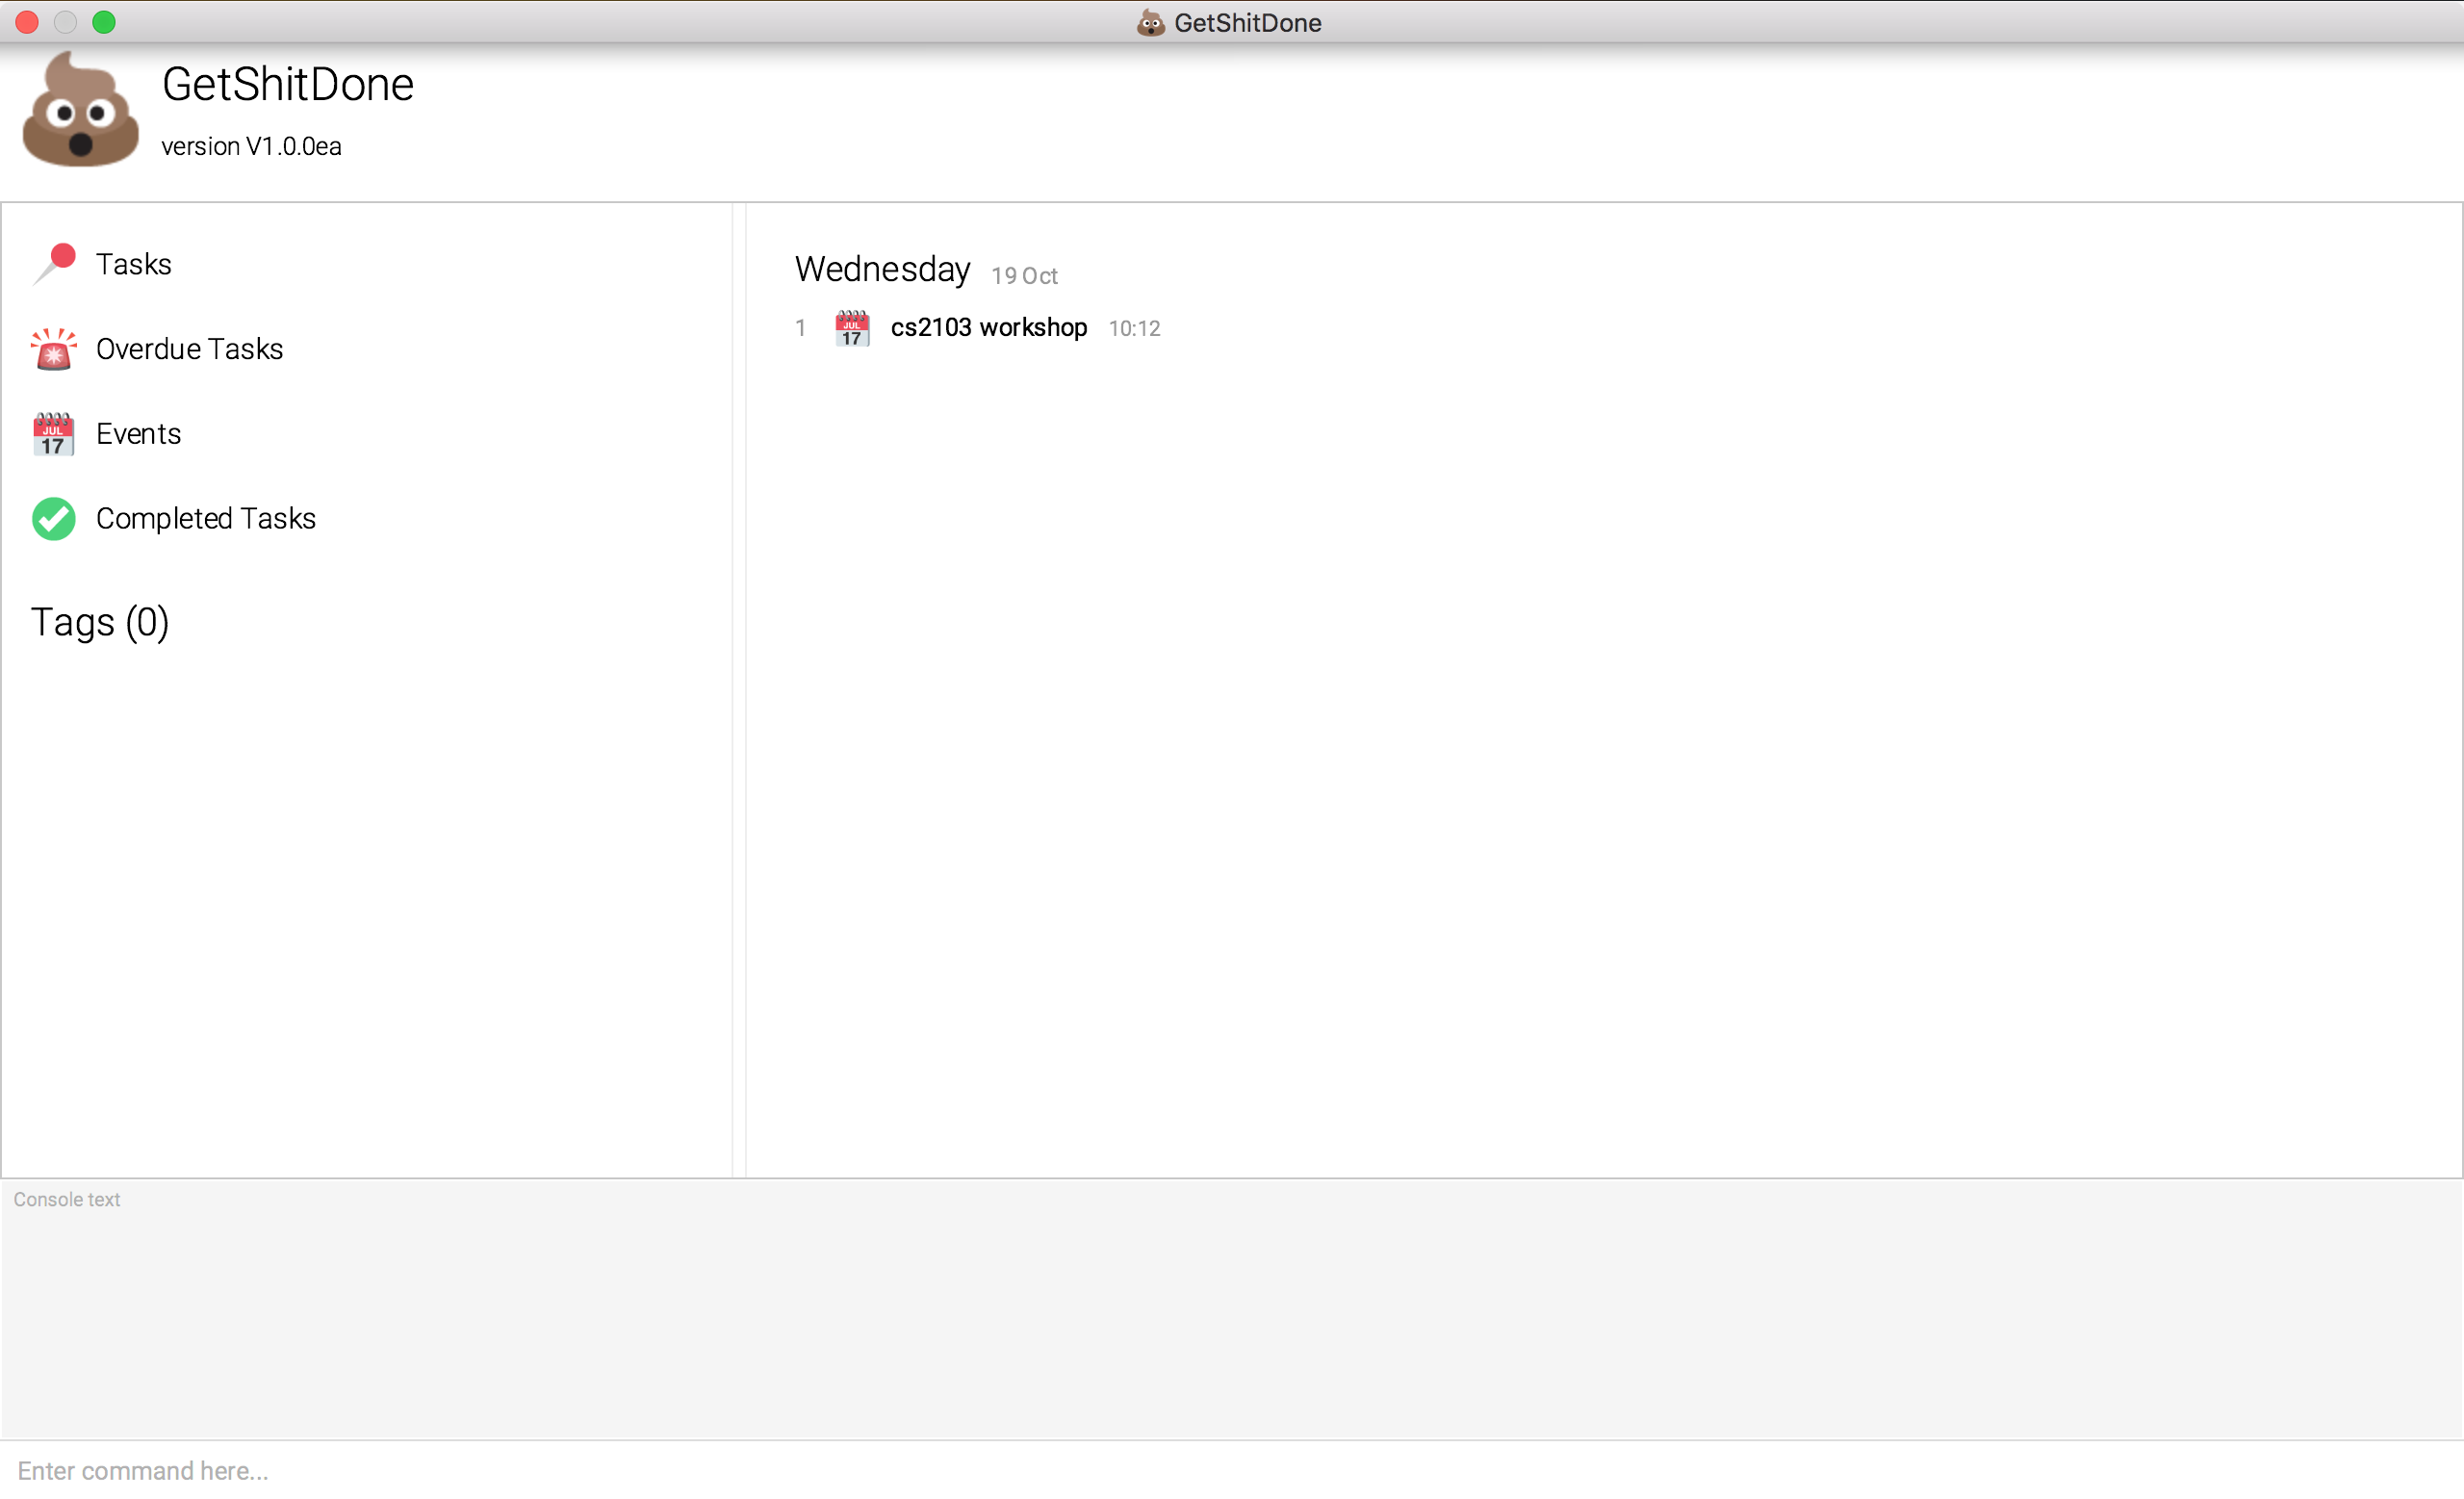 GetShitDone
GetShitDone
version V1.0.0ea
Tasks
Overdue Tasks
JUL
17
Events
Completed Tasks
Tags (0)
Wednesday 19 Oct
1 JUL 17 cs2103 workshop 10:12
Console text
Enter command here...